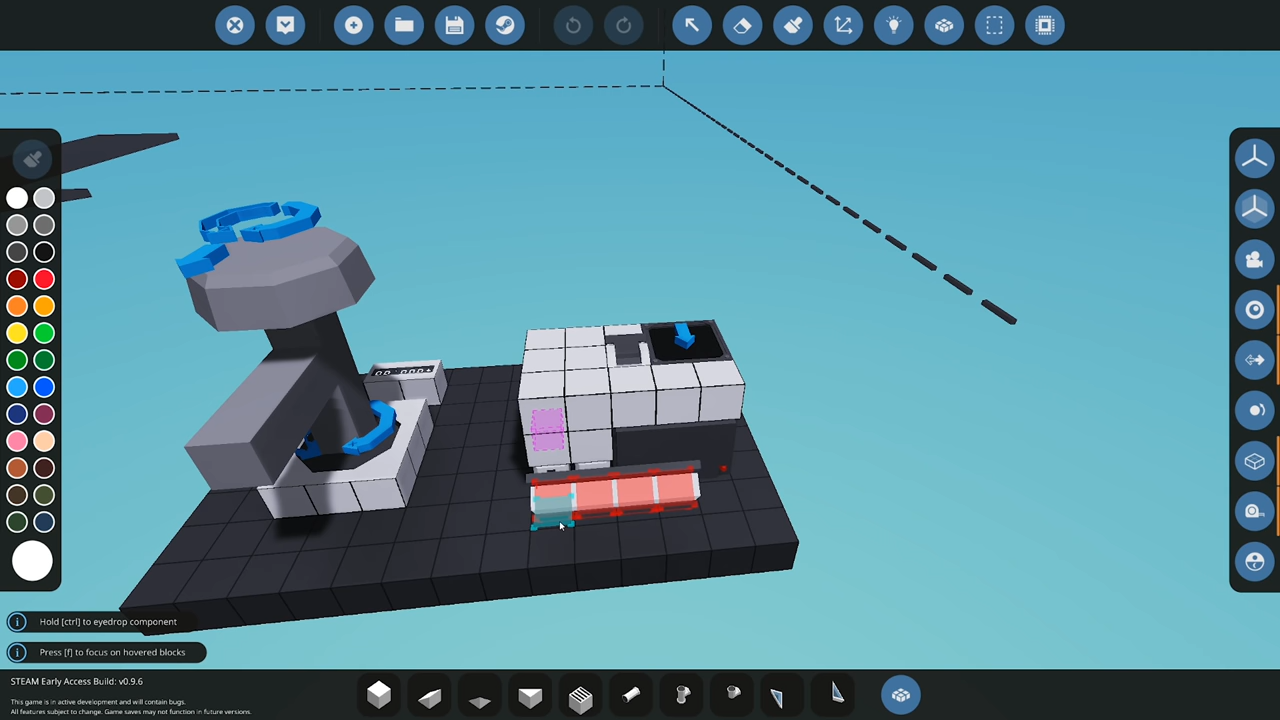 Hold [ctrl] to eyedrop component
Press [f] to focus on hovered blocks
STEAM Early Access Build: v0.9.6
This game is in active development and will contain bugs.
All features subject to change. Game saves may not function in future versions.